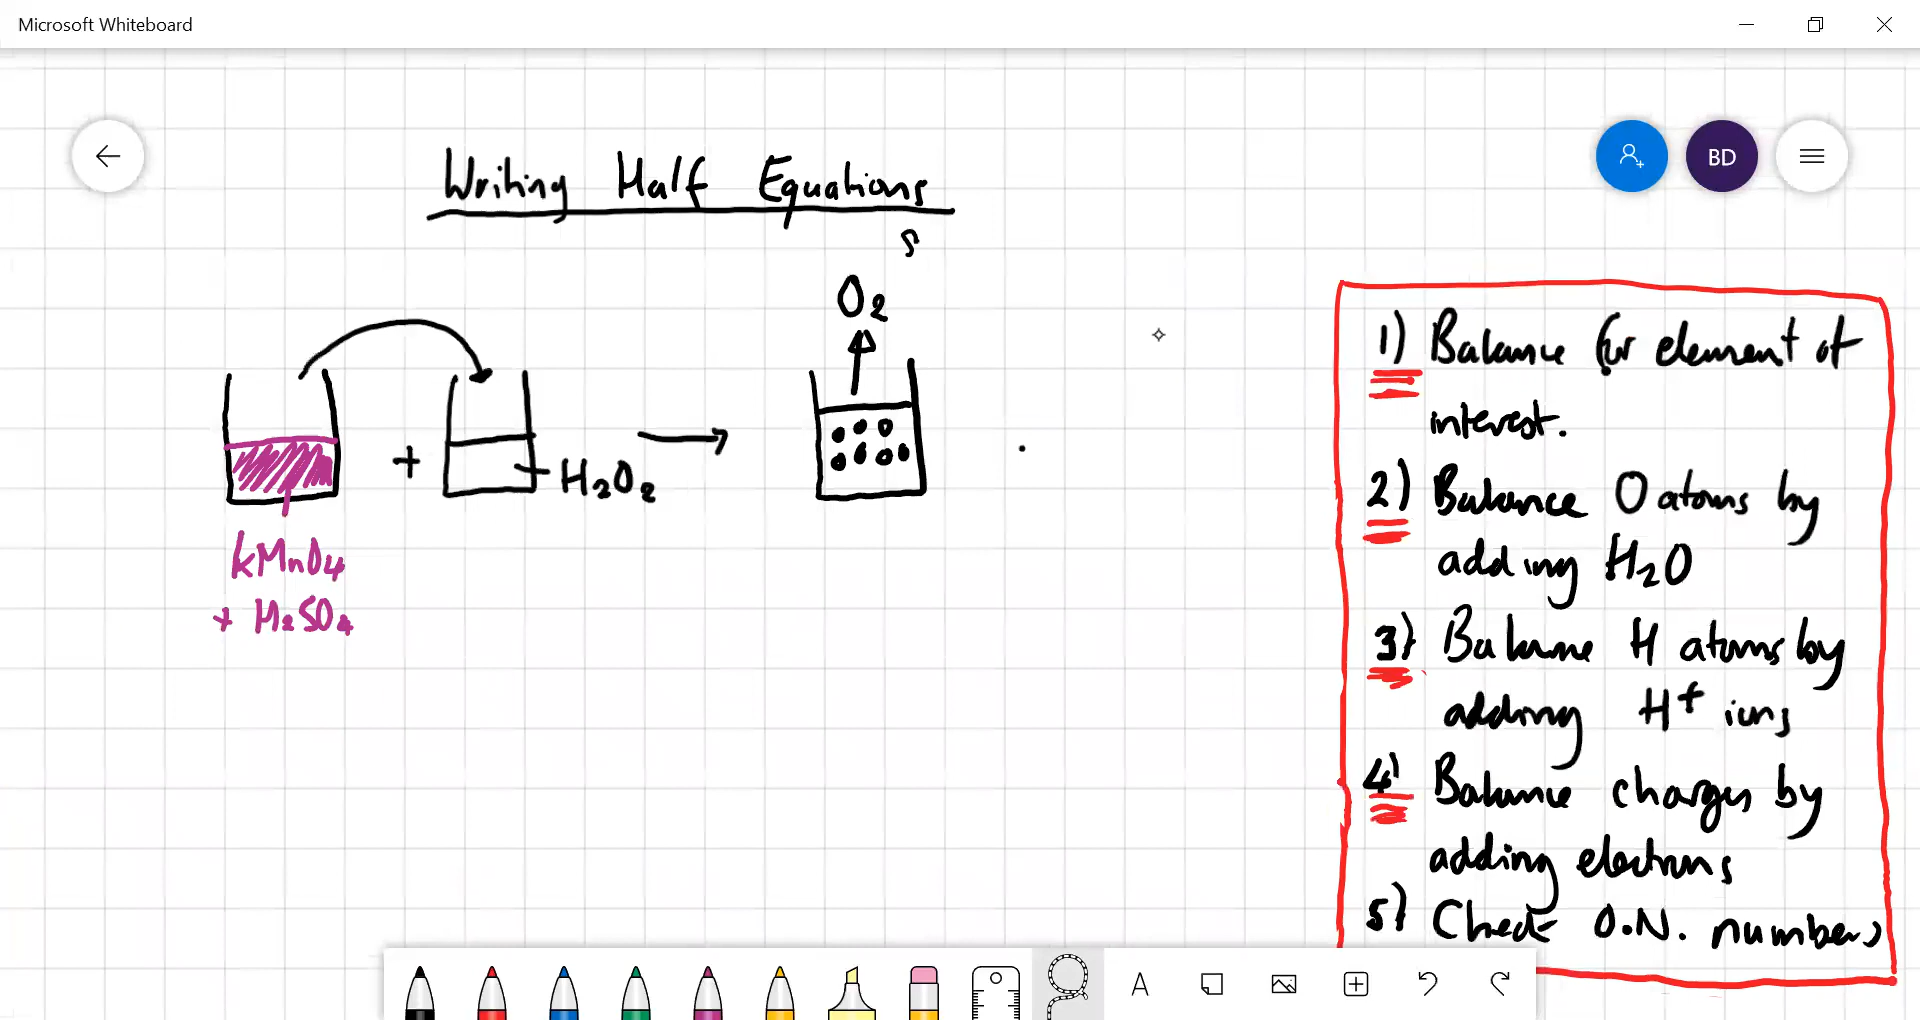 Microsoft Whiteboard
BD
Writing Half Equations
s
O2
H2O2
KMnO4
+ H2SO4
+
1) Balance for element of
interest.
2) Balance O atoms by
adding H2O
3) Balance H atoms by
adding H+ ions
4) Balance charges by
adding electrons
5) Check O.N. numbers
A